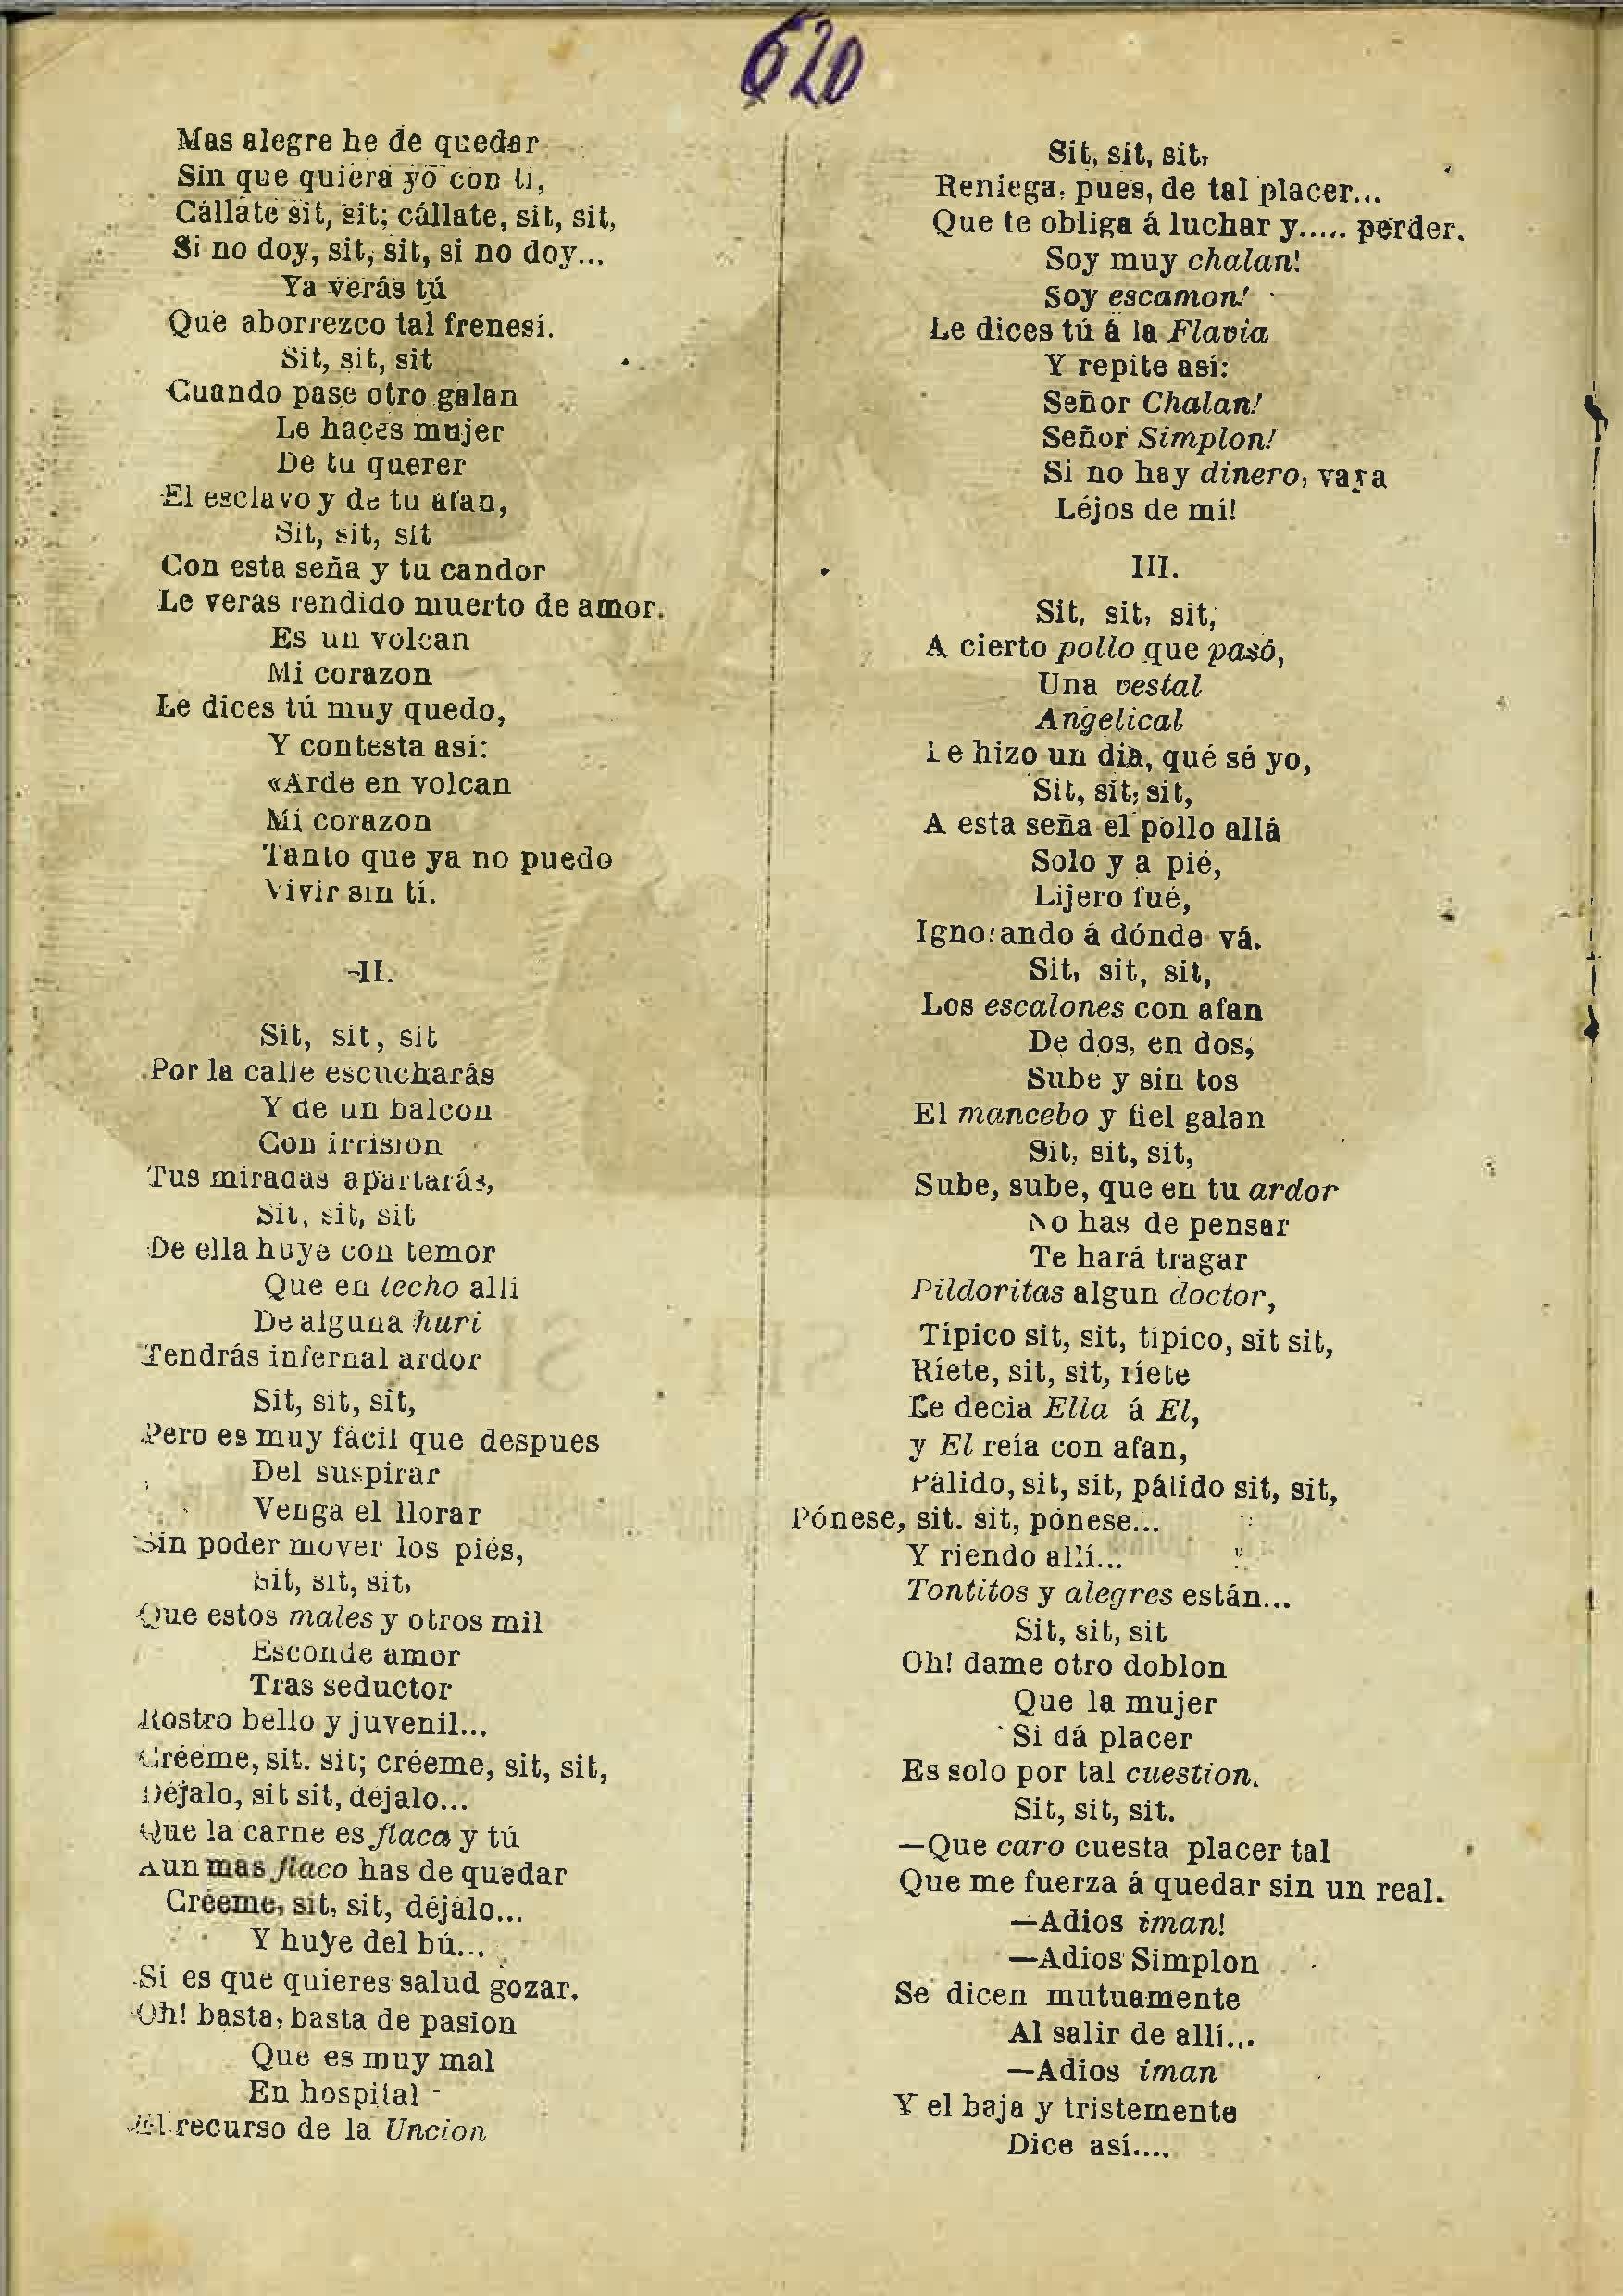 620
Mas alegre he de quedar
Sin que quiera yo con ti,
Cállate sit, sit; cállate, sit, sit,
Si no doy, sit, sit, si no doy...
Ya verás tú
Que aborrezco tal frenesí.
Sit, sit, sit
Cuando pase otro galan
Le haces mujer
De tu querer
El esclavo y de tu afan,
Sit, sit, sit
Con esta seña y tu candor
Le veras rendido muerto de amor.
Es un volcan
Mi corazon
Le dices tú muy quedo,
Y contesta así:
«Arde en volcan
Mi corazon
Tanto que ya no puedo
Vivir sin tí.
II.
Sit, sit, sit
Por la calle escucharás
Y de un balcon
Con irrision
Tus miradas apartarás,
Sit, sit, sit
De ella huye con temor
Que en lecho allí
De alguna huri
Tendrás infernal ardor
Sit, sit, sit,
Pero es muy fácil que despues
Del suspirar
Venga el llorar
Sin poder mover los piés,
Sit, sit, sit,
Que estos males y otros mil
Esconde amor
Tras seductor
Rostro bello y juvenil...
Créeme, sit. sit; créeme, sit, sit,
Déjalo, sit sit, déjalo...
Que la carne es flaca y tú
Aun mas flaco has de quedar
Créeme, sit, sit, déjalo...
Y huye del bú...
Si es que quieres salud gozar.
Oh! basta, basta de pasion
Que es muy mal
En hospital -
El recurso de la Uncion
Sit, sit, sit,
Reniega, pues, de tal placer...
Que te obliga á luchar y..... perder.
Soy muy chalan!
Soy escamon!
Le dices tú á la Flavia
Y repite así:
Señor Chalan!
Señor Simplon!
Si no hay dinero, vaya
Léjos de mí!
III.
Sit, sit, sit,
A cierto pollo que pasó,
Una vestal
Angelical
Le hizo un dia, qué sé yo,
Sit, sit, sit,
A esta seña el pollo allá
Solo y a pié,
Lijero fué,
Ignorando á dónde vá.
Sit, sit, sit,
Los escalones con afan
De dos, en dos,
Sube y sin tos
El mancebo y fiel galan
Sit, sit, sit,
Sube, sube, que en tu ardor
No has de pensar
Te hará tragar
Pildoritas algun doctor,
Típico sit, sit, típico, sit sit,
Ríete, sit, sit, ríete
Le decia Ella á El,
y El reía con afan,
Pálido, sit, sit, pálido sit, sit,
Pónese, sit. sit, pónese...
Y riendo allí...
Tontitos y alegres están...
Sit, sit, sit
Oh! dame otro doblon
Que la mujer
Si dá placer
Es solo por tal cuestion.
Sit, sit, sit.
—Que caro cuesta placer tal
Que me fuerza á quedar sin un real.
—Adios iman!
—Adios Simplon
Se dicen mutuamente
Al salir de allí...
—Adios iman
Y el baja y tristemente
Dice así....